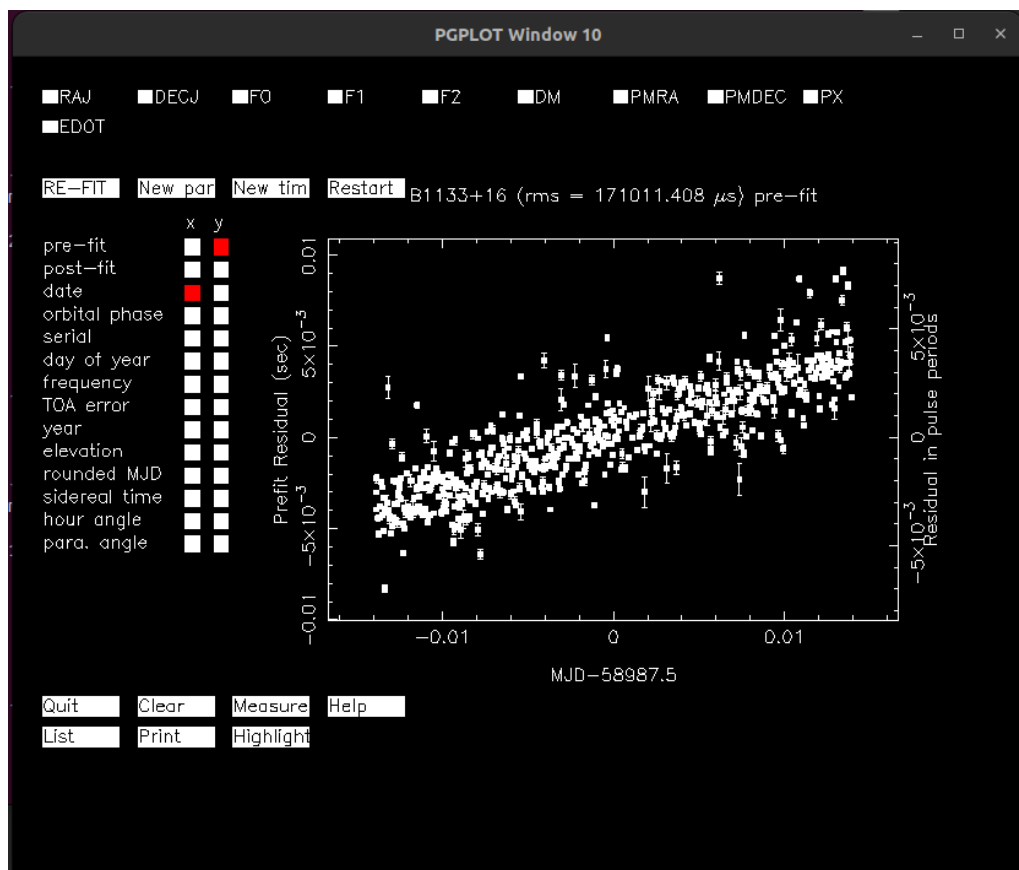 PGPLOT Window 10
RAJ DECJ F0 F1 F2 DM PMRA PMDEC PX
EDOT
RE-FIT New par New tim Restart
B1133+16 (rms = 171011.408 μs) pre-fit
x y
pre-fit
post-fit
date
orbital phase
serial
day of year
frequency
TOA error
year
elevation
rounded MJD
sidereal time
hour angle
para. angle
Prefit Residual (sec)
0.01
5×10⁻³
0
−5×10⁻³
−0.01
−0.01 0 0.01
MJD−58987.5
Residual in pulse periods
5×10⁻³
0
−5×10⁻³
Quit Clear Measure Help
List Print Highlight